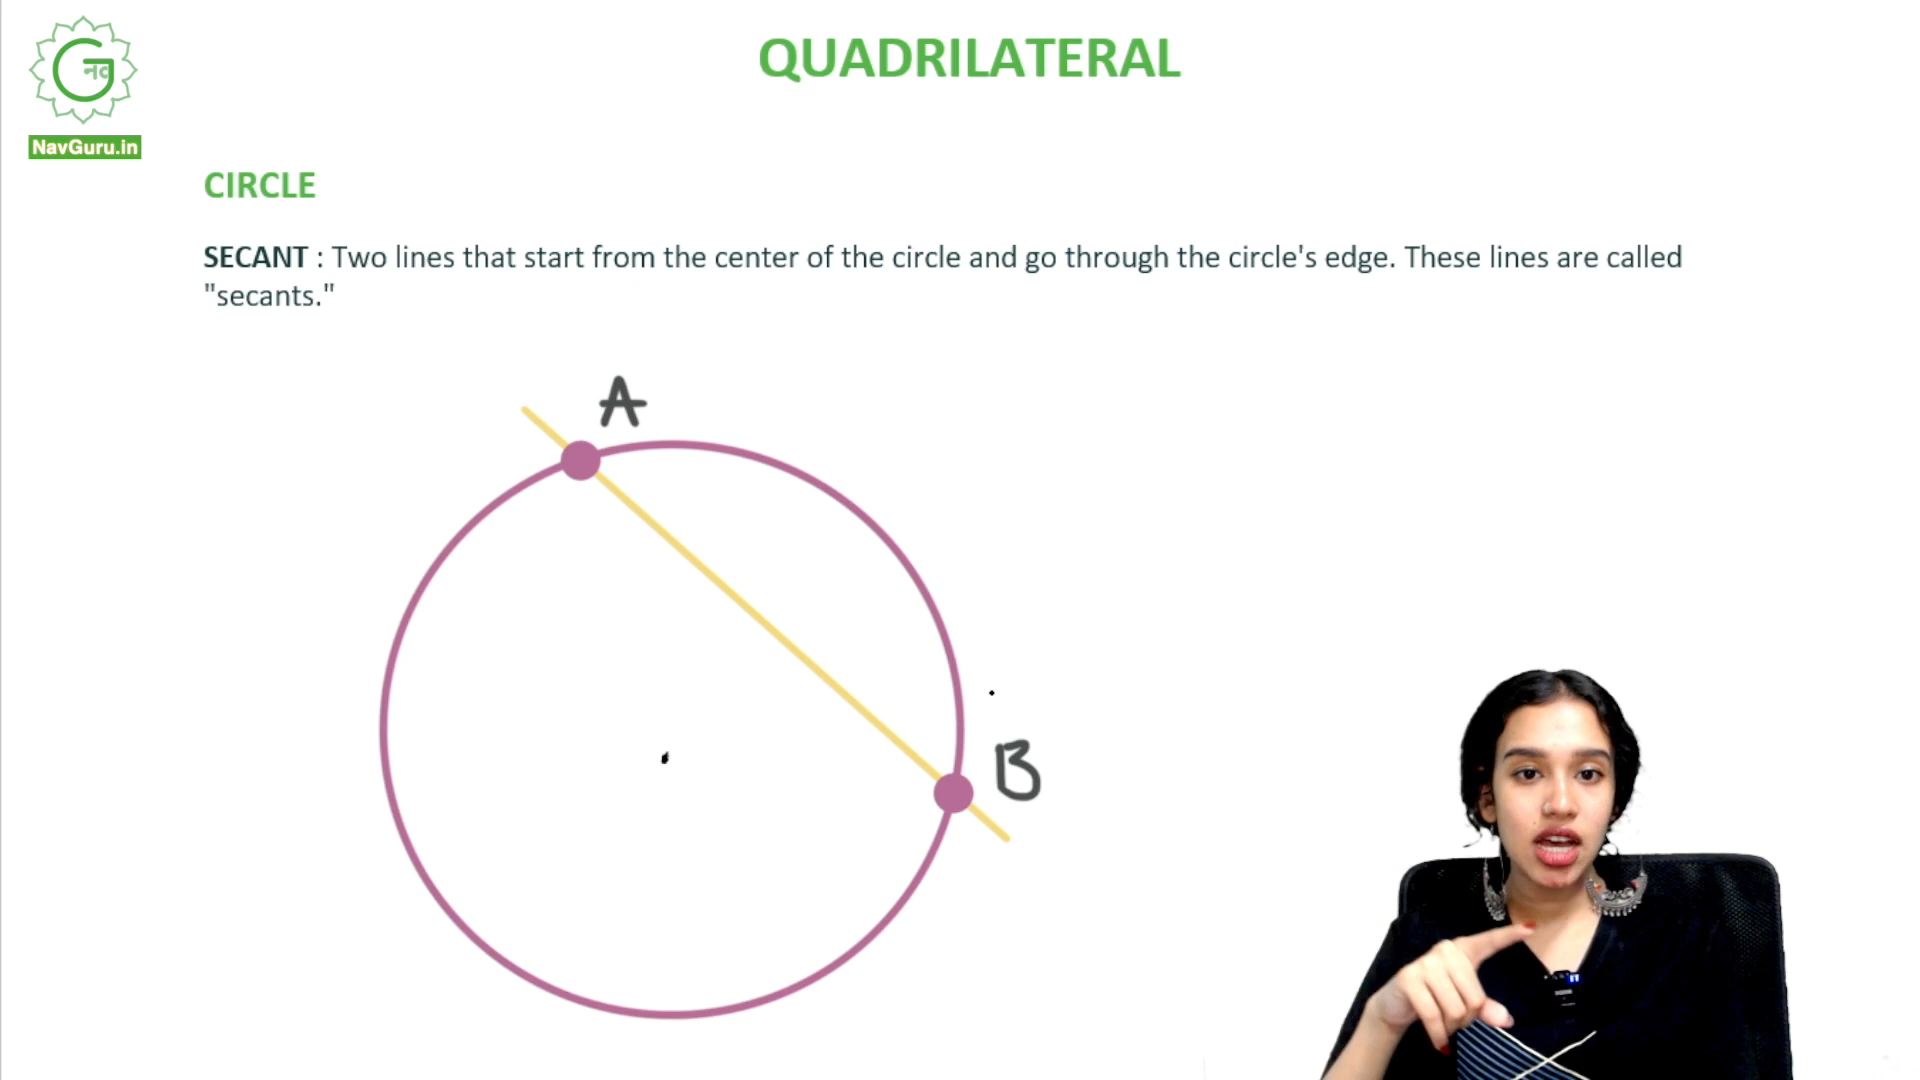 QUADRILATERAL
नव
NavGuru.in
CIRCLE
SECANT : Two lines that start from the center of the circle and go through the circle's edge. These lines are called
"secants."
A
B